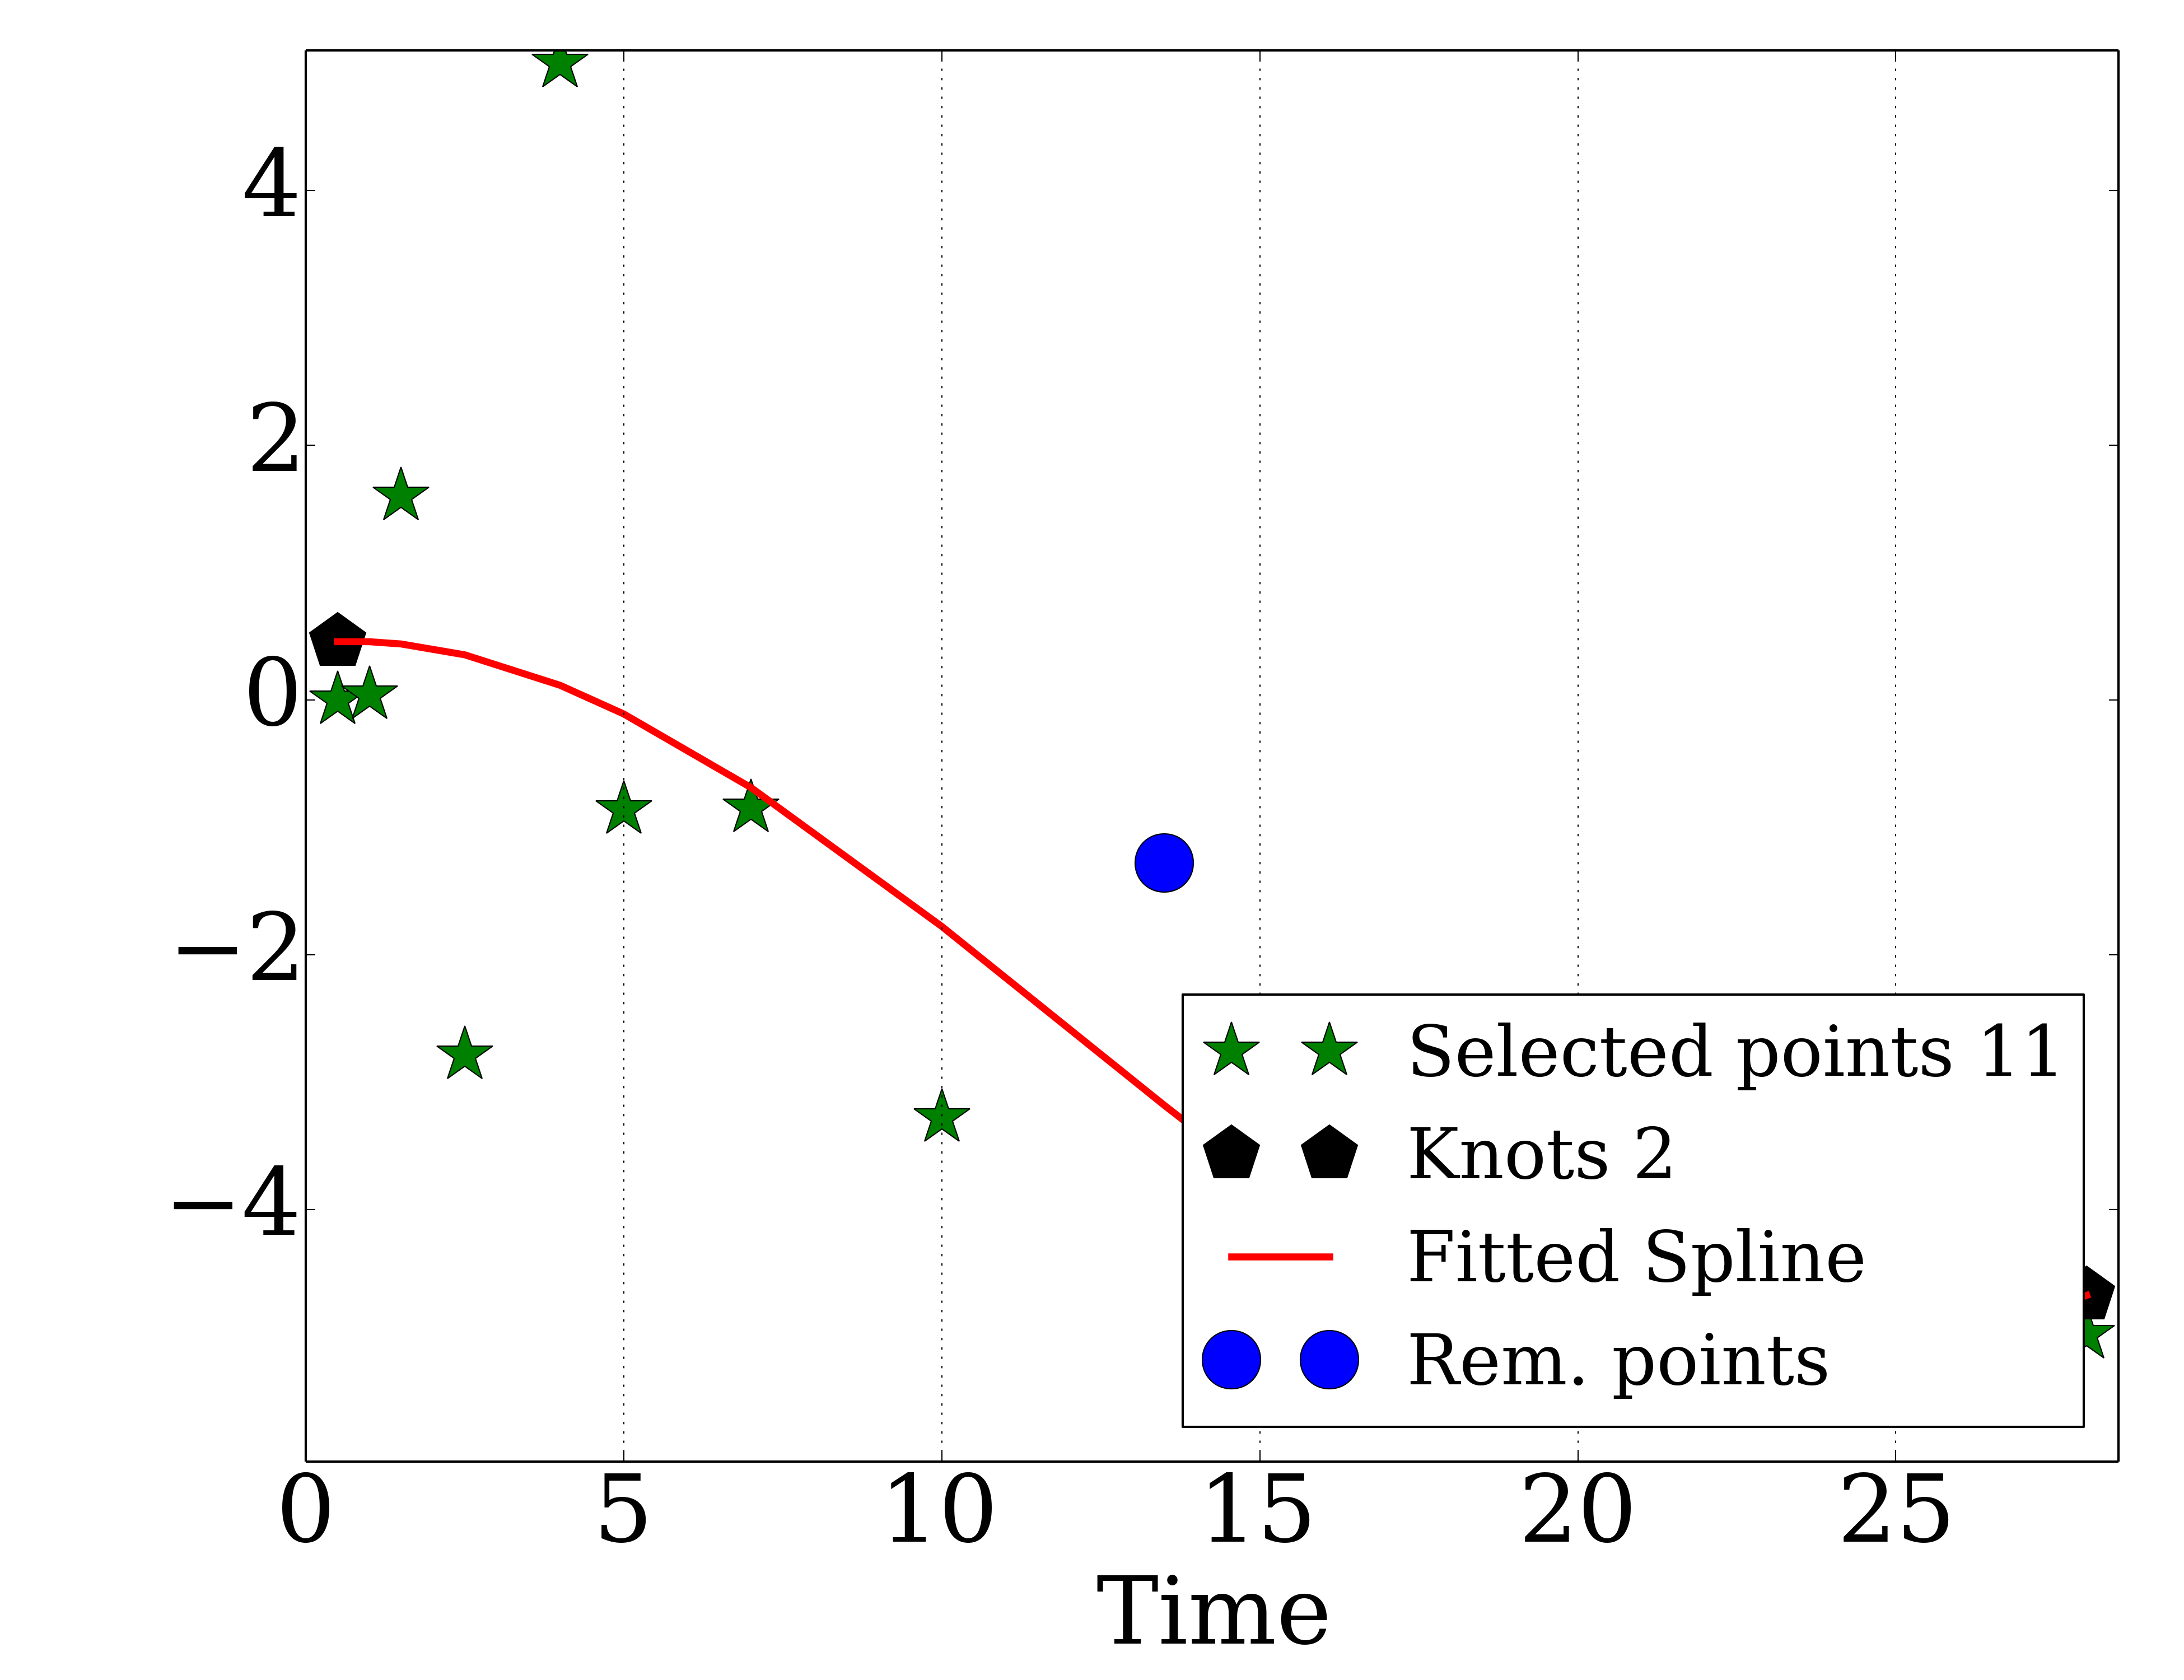 4
2
0
−2
−4
Selected points 11
Knots 2
Fitted Spline
Rem. points
0 5 10 15 20 25
Time